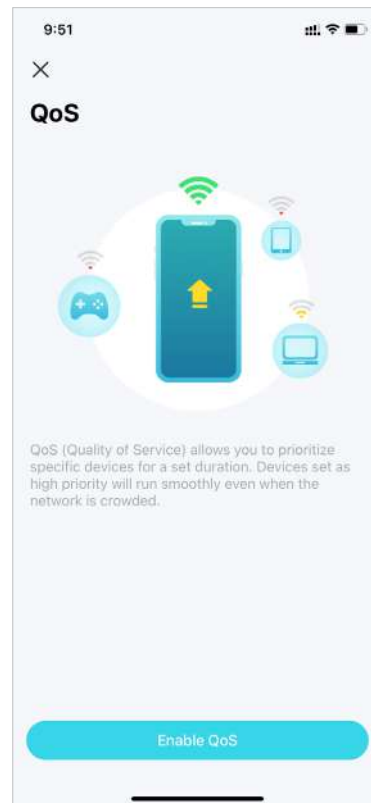 9:51
QoS
QoS (Quality of Service) allows you to prioritize
specific devices for a set duration. Devices set as
high priority will run smoothly even when the
network is crowded.
Enable QoS